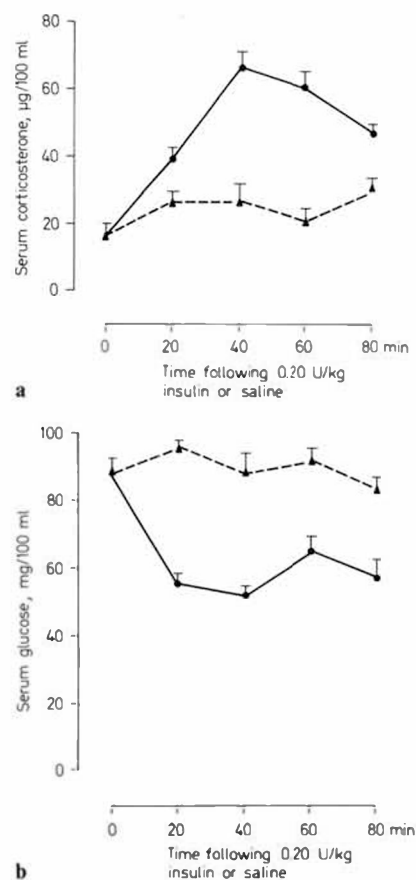 Serum corticosterone, µg/100 ml
80
60
40
20
0
0 20 40 60 80 min
Time following 0.20 U/kg
insulin or saline
a
Serum glucose, mg/100 ml
100
80
60
40
20
0
0 20 40 60 80 min
Time following 0.20 U/kg
insulin or saline
b